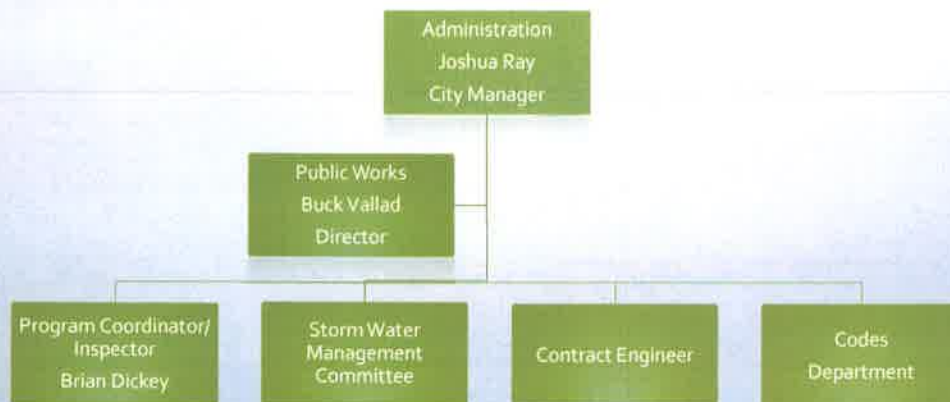 Administration
Joshua Ray
City Manager
Public Works
Buck Vallad
Director
Program Coordinator/
Inspector
Brian Dickey
Storm Water
Management
Committee
Contract Engineer
Codes
Department